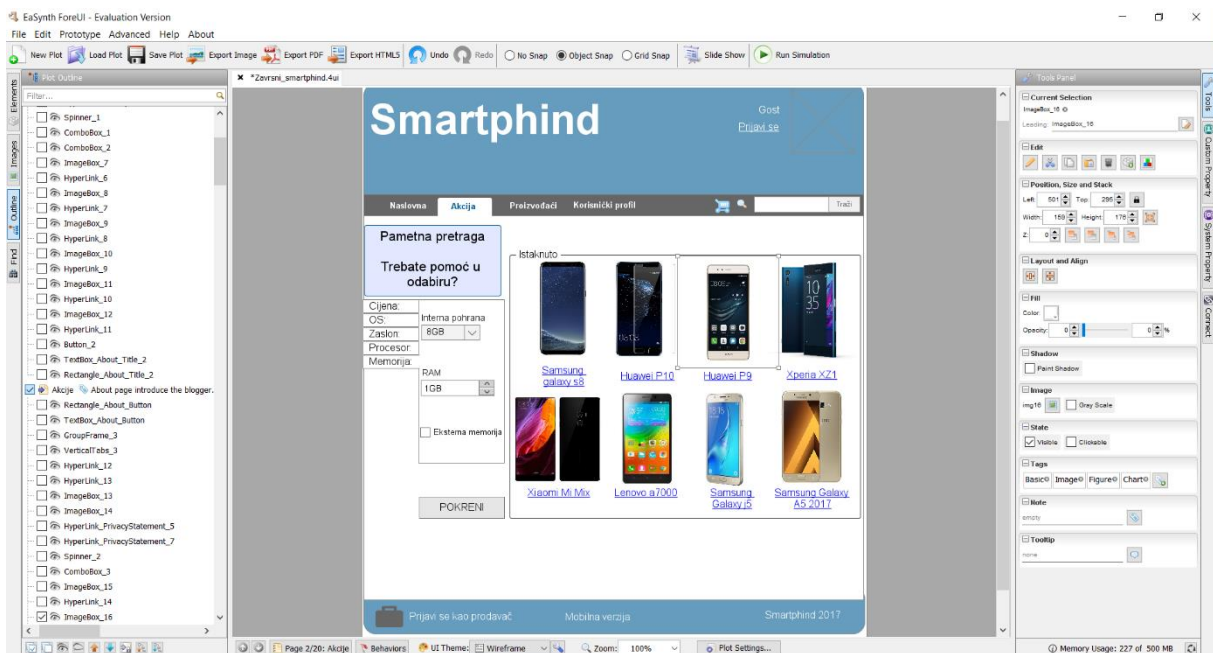 EaSynth ForeUI - Evaluation Version
File Edit Prototype Advanced Help About
New Plot Load Plot Save Plot Export Image Export PDF Export HTML5 Undo Redo No Snap Object Snap Grid Snap Slide Show Run Simulation
Plot Outline
*Zavrsni_smartphind.4ui
Tools Panel
Elements
Images
Outline
Find
Filter...
Spinner_1
ComboBox_1
ComboBox_2
ImageBox_7
HyperLink_6
ImageBox_8
HyperLink_7
ImageBox_9
HyperLink_8
ImageBox_10
HyperLink_9
ImageBox_11
HyperLink_10
ImageBox_12
HyperLink_11
Button_2
TextBox_About_Title_2
Rectangle_About_Title_2
Akcije About page introduce the blogger.
Rectangle_About_Button
TextBox_About_Button
GroupFrame_3
VerticalTabs_3
HyperLink_12
HyperLink_13
ImageBox_13
ImageBox_14
HyperLink_PrivacyStatement_5
HyperLink_PrivacyStatement_7
Spinner_2
ComboBox_3
ImageBox_15
HyperLink_14
ImageBox_16
Smartphind
Gost
Prijavi se
Naslovna Akcija Proizvođači Korisnički profil Traži
Pametna pretraga
Trebate pomoć u
odabiru?
Cijena:
OS:
Zaslon:
Procesor:
Memorija:
Interna pohrana
8GB
RAM
1GB
Eksterna memorija
POKRENI
Istaknuto
Samsung
galaxy s8
Huawei P10
Huawei P9
Xperia XZ1
Xiaomi Mi Mix
Lenovo a7000
Samsung
Galaxy j5
Samsung Galaxy
A5 2017
Prijavi se kao prodavač Mobilna verzija Smartphind 2017
Current Selection
ImageBox_16
Leading: ImageBox_16
Edit
Position, Size and Stack
Left: 501 Top: 295
Width: 159 Height: 178
Z: 0
Layout and Align
Fill
Color:
Opacity: 0 0 %
Shadow
Paint Shadow
Image
img16 Gray Scale
State
Visible Clickable
Tags
Basic Image Figure Chart
Note
empty
Tooltip
none
Tools
Custom Property
System Property
Connect
Page 2/20: Akcije Behaviors UI Theme: Wireframe Zoom: 100% Plot Settings... Memory Usage: 227 of 500 MB